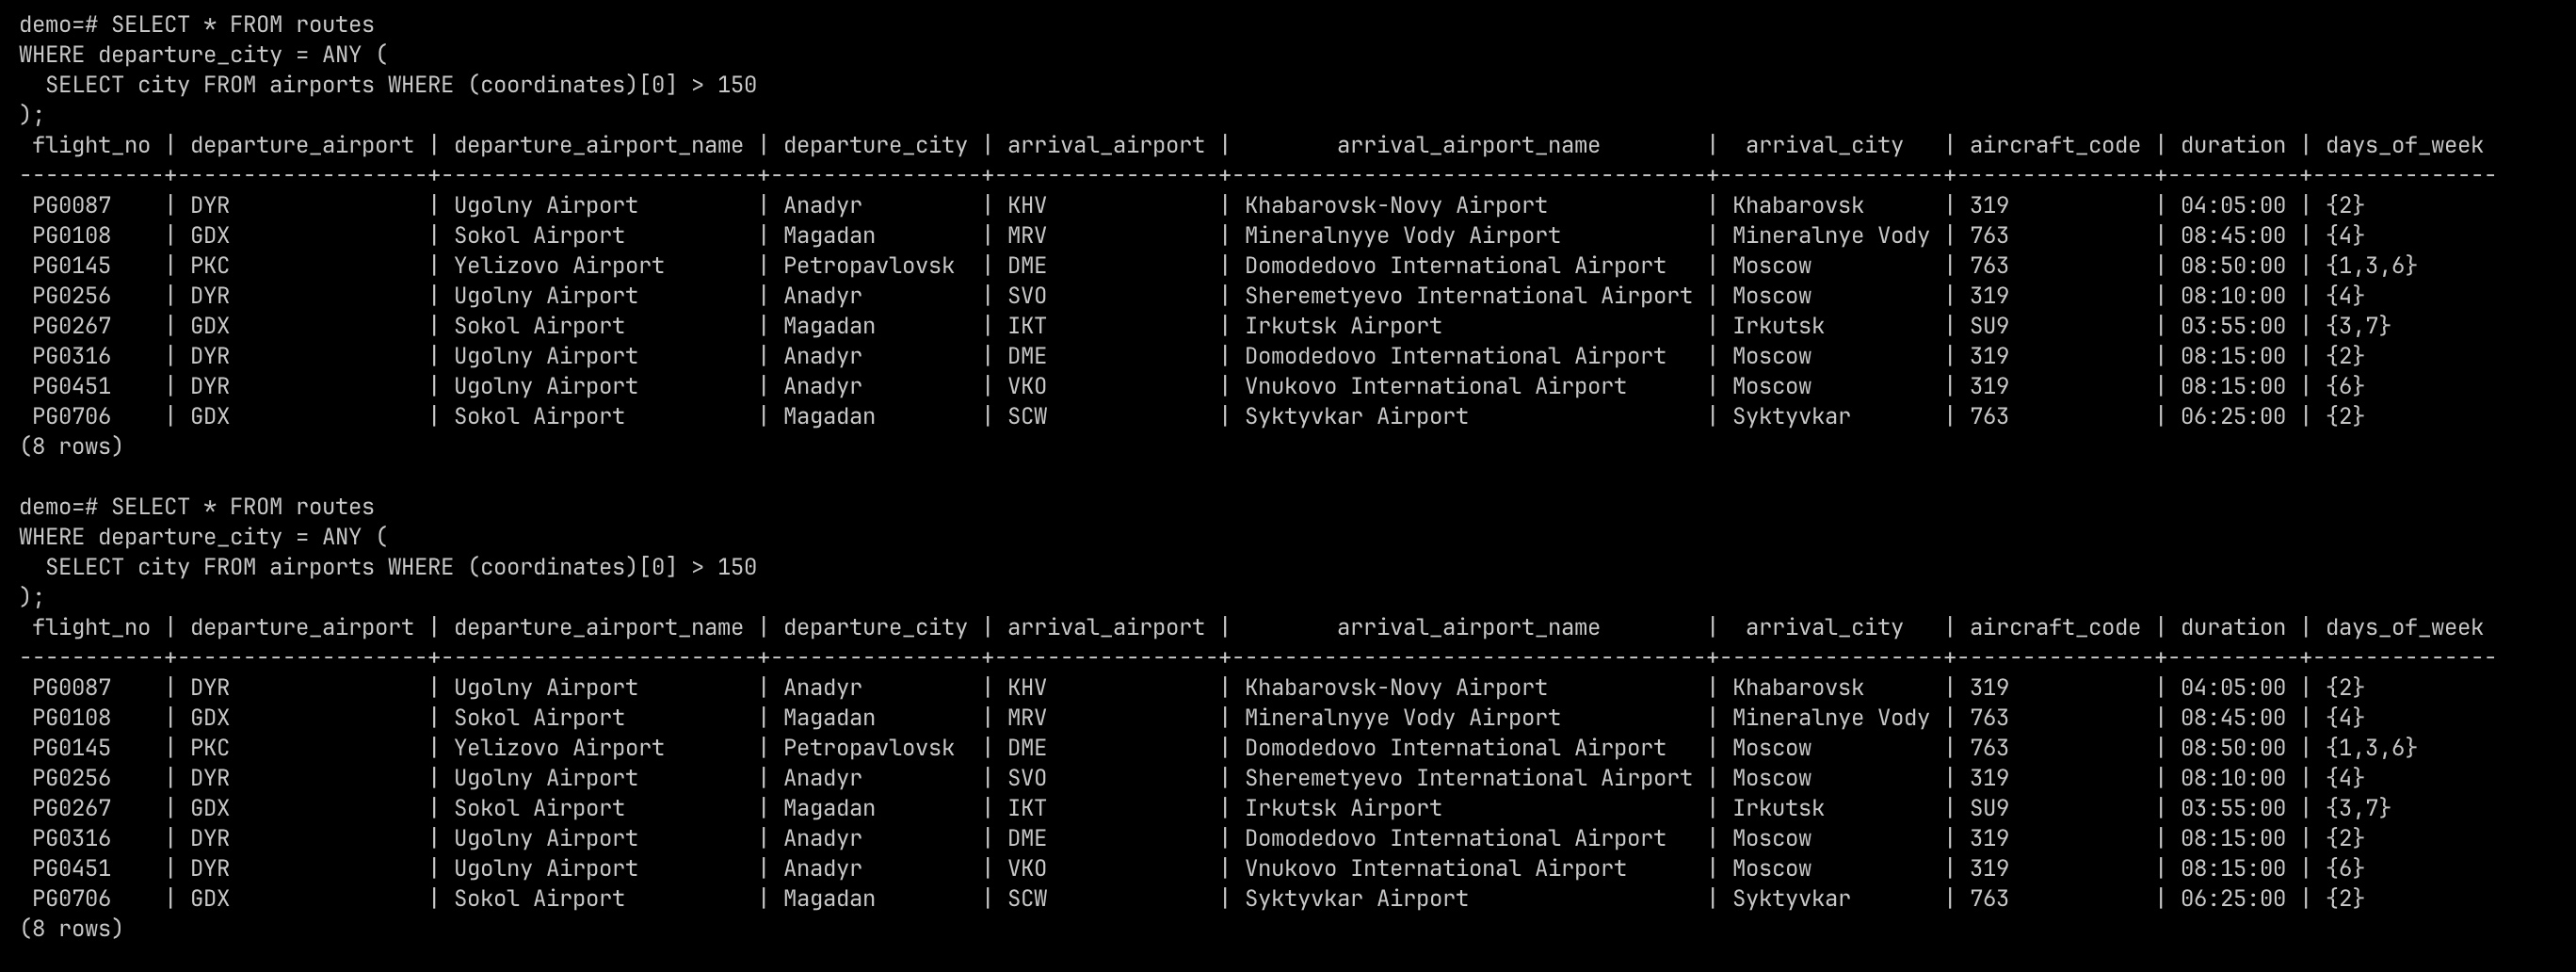 demo=# SELECT * FROM routes
WHERE departure_city = ANY (
  SELECT city FROM airports WHERE (coordinates)[0] > 150
);
 flight_no | departure_airport | departure_airport_name | departure_city | arrival_airport |        arrival_airport_name        |  arrival_city   | aircraft_code | duration | days_of_week
-----------+-------------------+------------------------+----------------+-----------------+------------------------------------+-----------------+---------------+----------+--------------
 PG0087    | DYR               | Ugolny Airport         | Anadyr         | KHV             | Khabarovsk-Novy Airport            | Khabarovsk      | 319           | 04:05:00 | {2}
 PG0108    | GDX               | Sokol Airport          | Magadan        | MRV             | Mineralnyye Vody Airport           | Mineralnye Vody | 763           | 08:45:00 | {4}
 PG0145    | PKC               | Yelizovo Airport       | Petropavlovsk  | DME             | Domodedovo International Airport   | Moscow          | 763           | 08:50:00 | {1,3,6}
 PG0256    | DYR               | Ugolny Airport         | Anadyr         | SVO             | Sheremetyevo International Airport | Moscow          | 319           | 08:10:00 | {4}
 PG0267    | GDX               | Sokol Airport          | Magadan        | IKT             | Irkutsk Airport                    | Irkutsk         | SU9           | 03:55:00 | {3,7}
 PG0316    | DYR               | Ugolny Airport         | Anadyr         | DME             | Domodedovo International Airport   | Moscow          | 319           | 08:15:00 | {2}
 PG0451    | DYR               | Ugolny Airport         | Anadyr         | VKO             | Vnukovo International Airport      | Moscow          | 319           | 08:15:00 | {6}
 PG0706    | GDX               | Sokol Airport          | Magadan        | SCW             | Syktyvkar Airport                  | Syktyvkar       | 763           | 06:25:00 | {2}
(8 rows)

demo=# SELECT * FROM routes
WHERE departure_city = ANY (
  SELECT city FROM airports WHERE (coordinates)[0] > 150
);
 flight_no | departure_airport | departure_airport_name | departure_city | arrival_airport |        arrival_airport_name        |  arrival_city   | aircraft_code | duration | days_of_week
-----------+-------------------+------------------------+----------------+-----------------+------------------------------------+-----------------+---------------+----------+--------------
 PG0087    | DYR               | Ugolny Airport         | Anadyr         | KHV             | Khabarovsk-Novy Airport            | Khabarovsk      | 319           | 04:05:00 | {2}
 PG0108    | GDX               | Sokol Airport          | Magadan        | MRV             | Mineralnyye Vody Airport           | Mineralnye Vody | 763           | 08:45:00 | {4}
 PG0145    | PKC               | Yelizovo Airport       | Petropavlovsk  | DME             | Domodedovo International Airport   | Moscow          | 763           | 08:50:00 | {1,3,6}
 PG0256    | DYR               | Ugolny Airport         | Anadyr         | SVO             | Sheremetyevo International Airport | Moscow          | 319           | 08:10:00 | {4}
 PG0267    | GDX               | Sokol Airport          | Magadan        | IKT             | Irkutsk Airport                    | Irkutsk         | SU9           | 03:55:00 | {3,7}
 PG0316    | DYR               | Ugolny Airport         | Anadyr         | DME             | Domodedovo International Airport   | Moscow          | 319           | 08:15:00 | {2}
 PG0451    | DYR               | Ugolny Airport         | Anadyr         | VKO             | Vnukovo International Airport      | Moscow          | 319           | 08:15:00 | {6}
 PG0706    | GDX               | Sokol Airport          | Magadan        | SCW             | Syktyvkar Airport                  | Syktyvkar       | 763           | 06:25:00 | {2}
(8 rows)